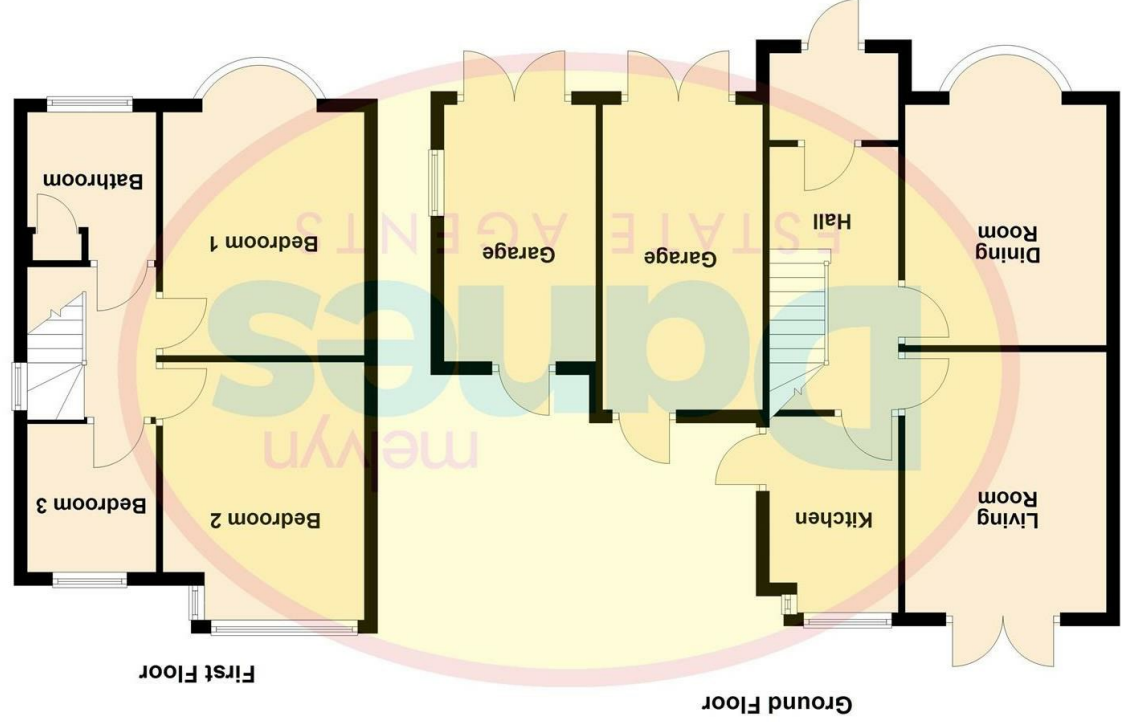 Ground Floor
Living
Room
Kitchen
Dining
Room
Hall
Garage
Garage
First Floor
Bedroom 2
Bedroom 3
Bedroom 1
Bathroom
melvyn
Danes
ESTATE AGENTS